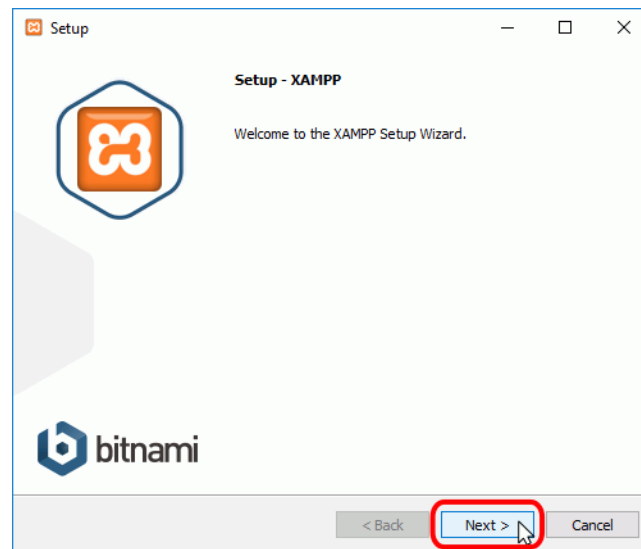 Setup
Setup - XAMPP
Welcome to the XAMPP Setup Wizard.
bitnami
< Back Next > Cancel